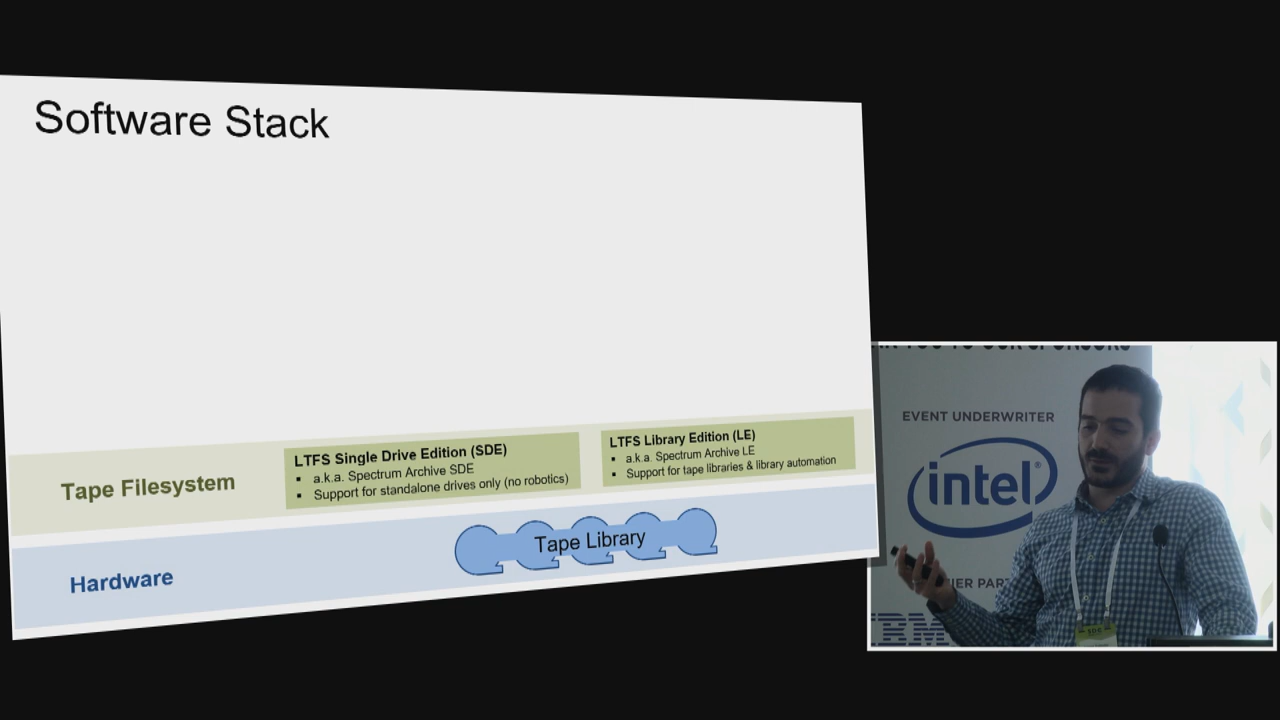 Software Stack
Tape Filesystem
LTFS Single Drive Edition (SDE)
▪ a.k.a. Spectrum Archive SDE
▪ Support for standalone drives only (no robotics)
LTFS Library Edition (LE)
▪ a.k.a. Spectrum Archive LE
▪ Support for tape libraries & library automation
Hardware
Tape Library
SPONSORS
EVENT UNDERWRITER
intel®
IBM